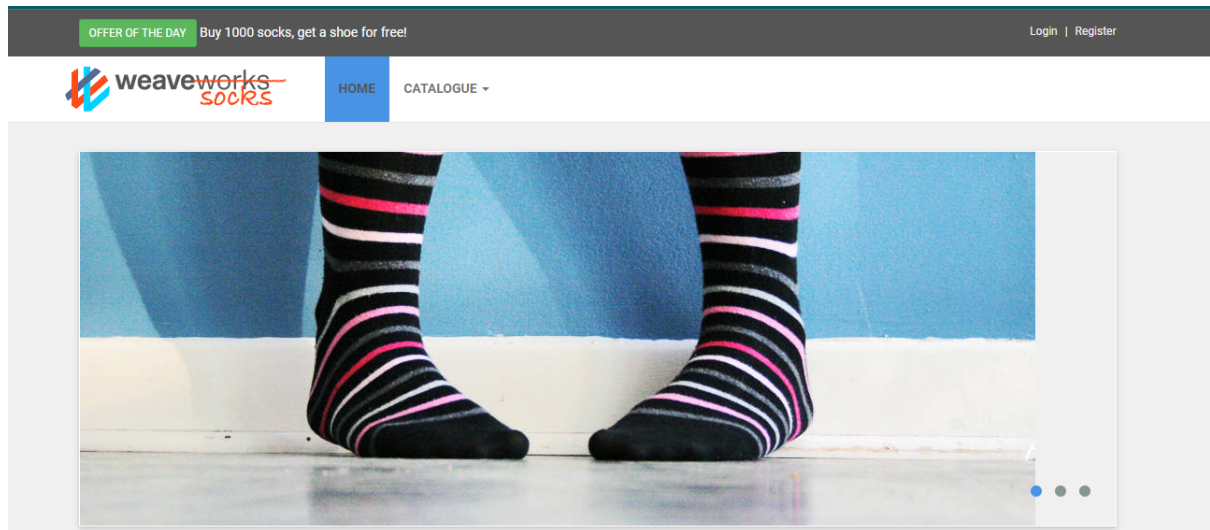 OFFER OF THE DAY Buy 1000 socks, get a shoe for free!
Login | Register
weaveworks
socks
HOME
CATALOGUE